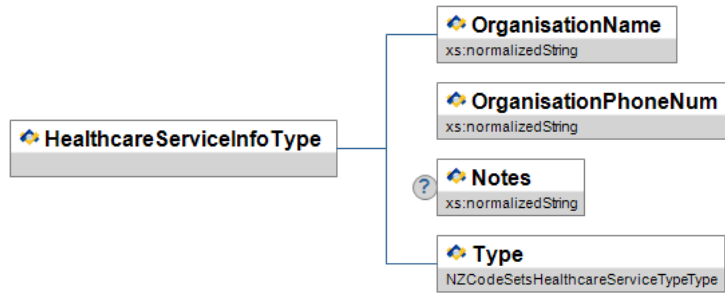 OrganisationName
xs:normalizedString
OrganisationPhoneNum
xs:normalizedString
HealthcareServiceInfoType
?
Notes
xs:normalizedString
Type
NZCodeSetsHealthcareServiceTypeType